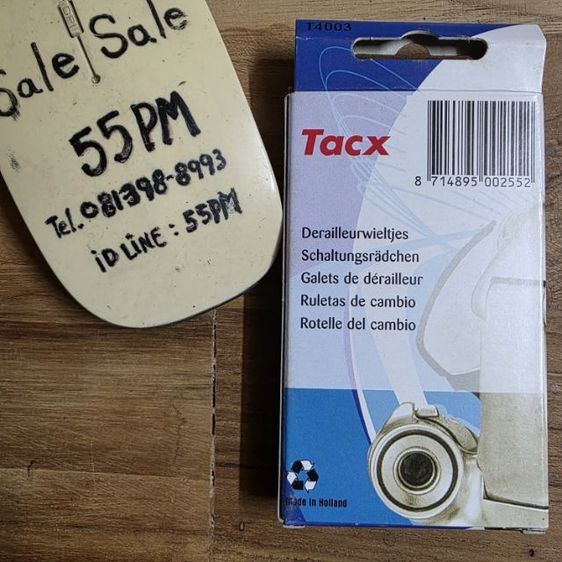 Sale Sale
55PM
Tel. 081398-8993
iD LiNE : 55PM
T4003
Tacx
8 714895 002552
Derailleurwieltjes
Schaltungsrädchen
Galets de dérailleur
Ruletas de cambio
Rotelle del cambio
made in Holland